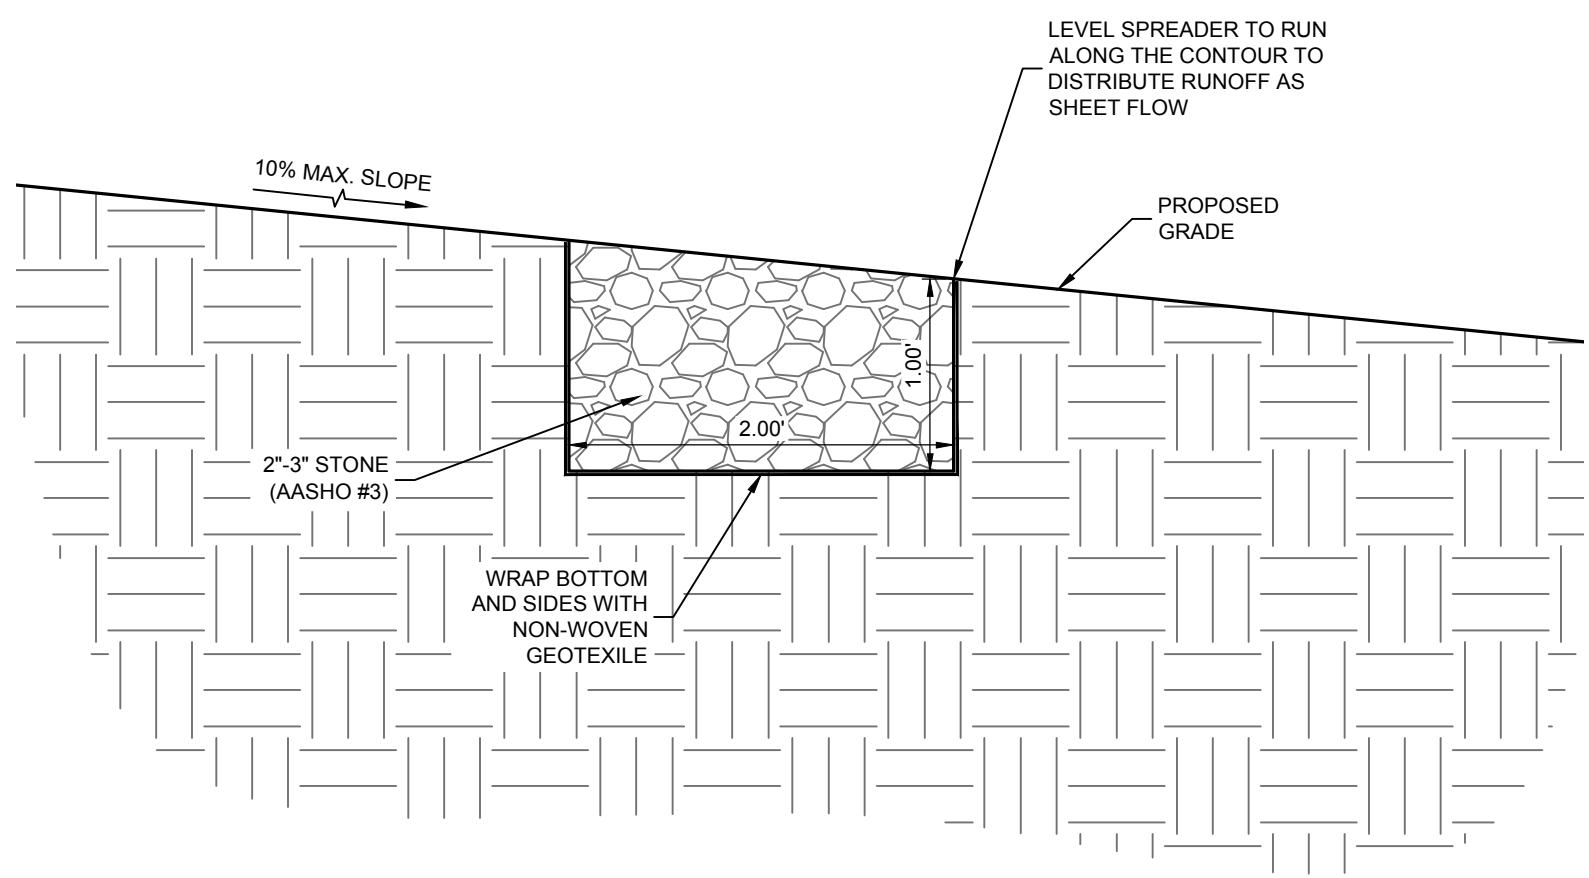 LEVEL SPREADER TO RUN
ALONG THE CONTOUR TO
DISTRIBUTE RUNOFF AS
SHEET FLOW
10% MAX. SLOPE
PROPOSED
GRADE
1.00'
2.00'
2"-3" STONE
(AASHO #3)
WRAP BOTTOM
AND SIDES WITH
NON-WOVEN
GEOTEXILE